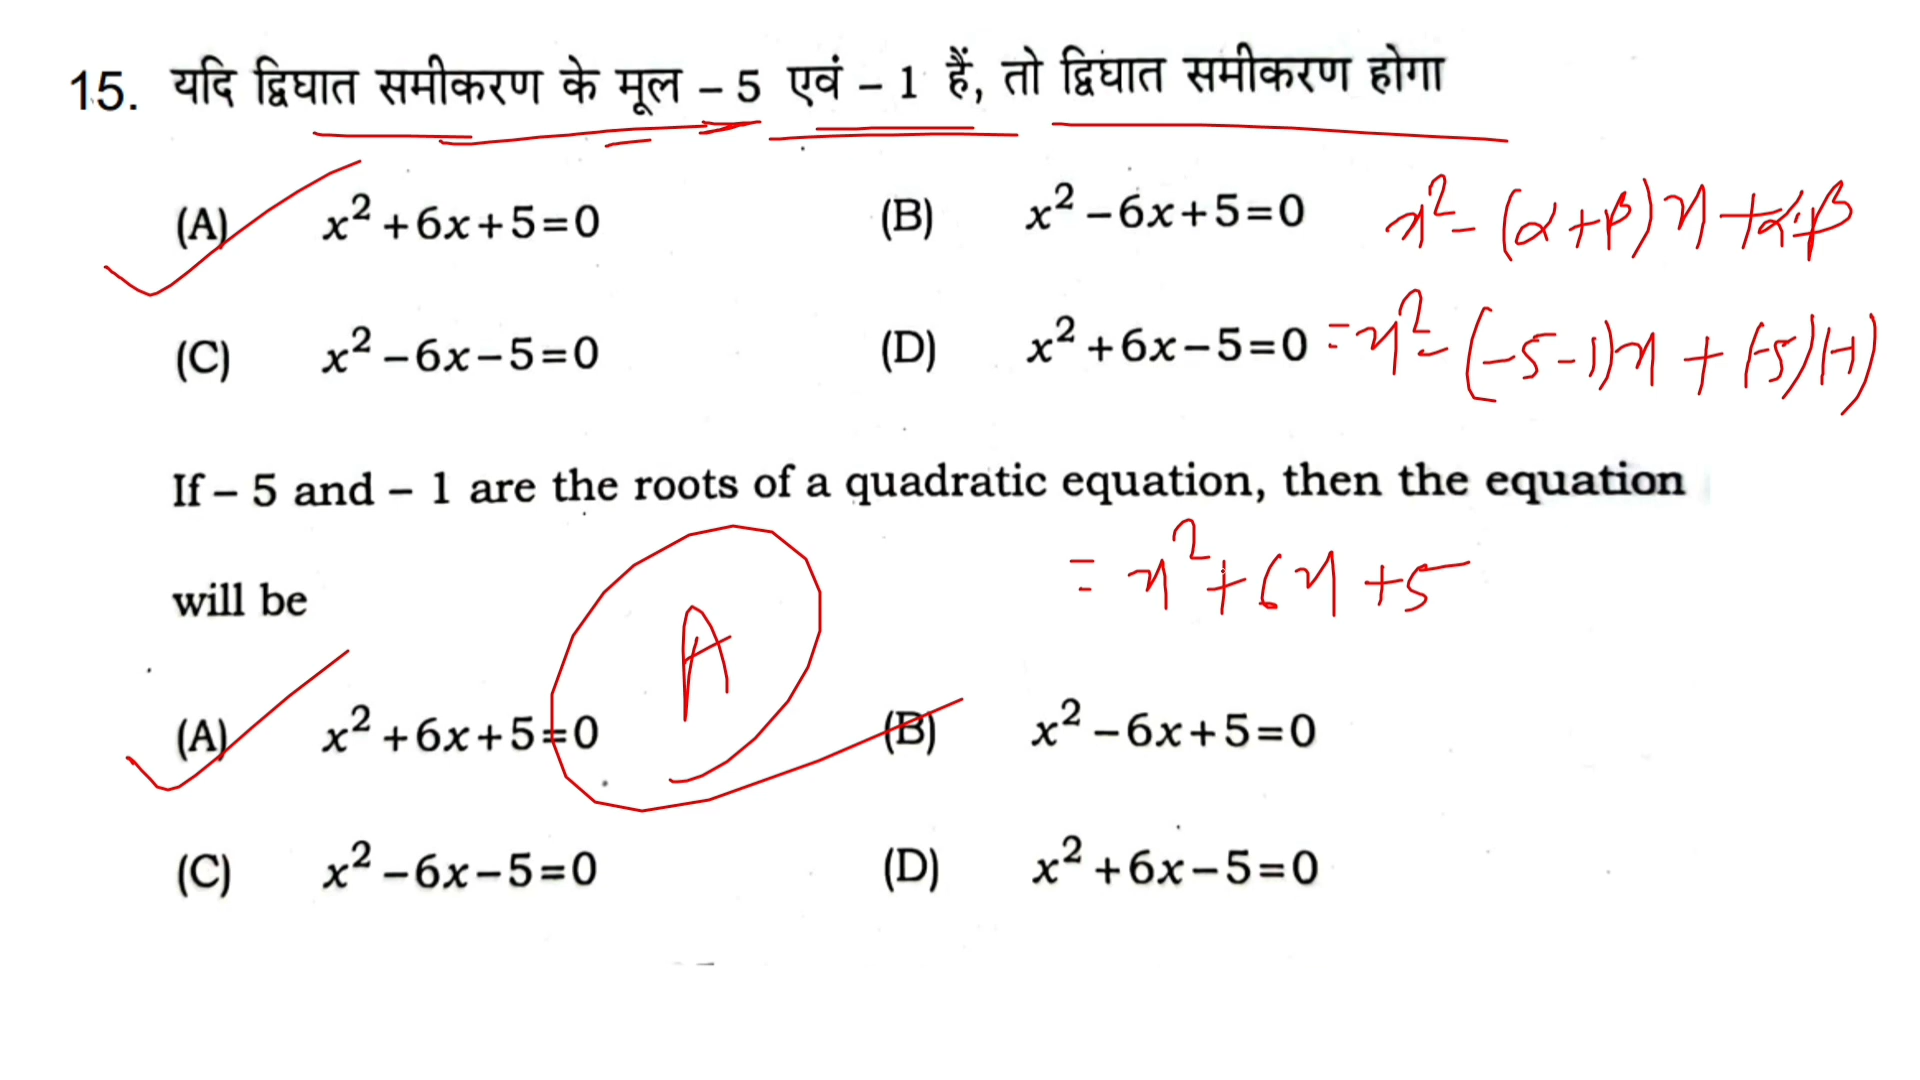 15. यदि द्विघात समीकरण के मूल – 5 एवं – 1 हैं, तो द्विघात समीकरण होगा
(A) x² + 6x + 5 = 0 (B) x² – 6x + 5 = 0 x² - (α + β) x + α.β
(C) x² – 6x – 5 = 0 (D) x² + 6x – 5 = 0 = x² - (-5-1)x + (-5)(-1)
If – 5 and – 1 are the roots of a quadratic equation, then the equation
= x² + 6x + 5
will be
A
(A) x² + 6x + 5 = 0 (B) x² – 6x + 5 = 0
(C) x² – 6x – 5 = 0 (D) x² + 6x – 5 = 0